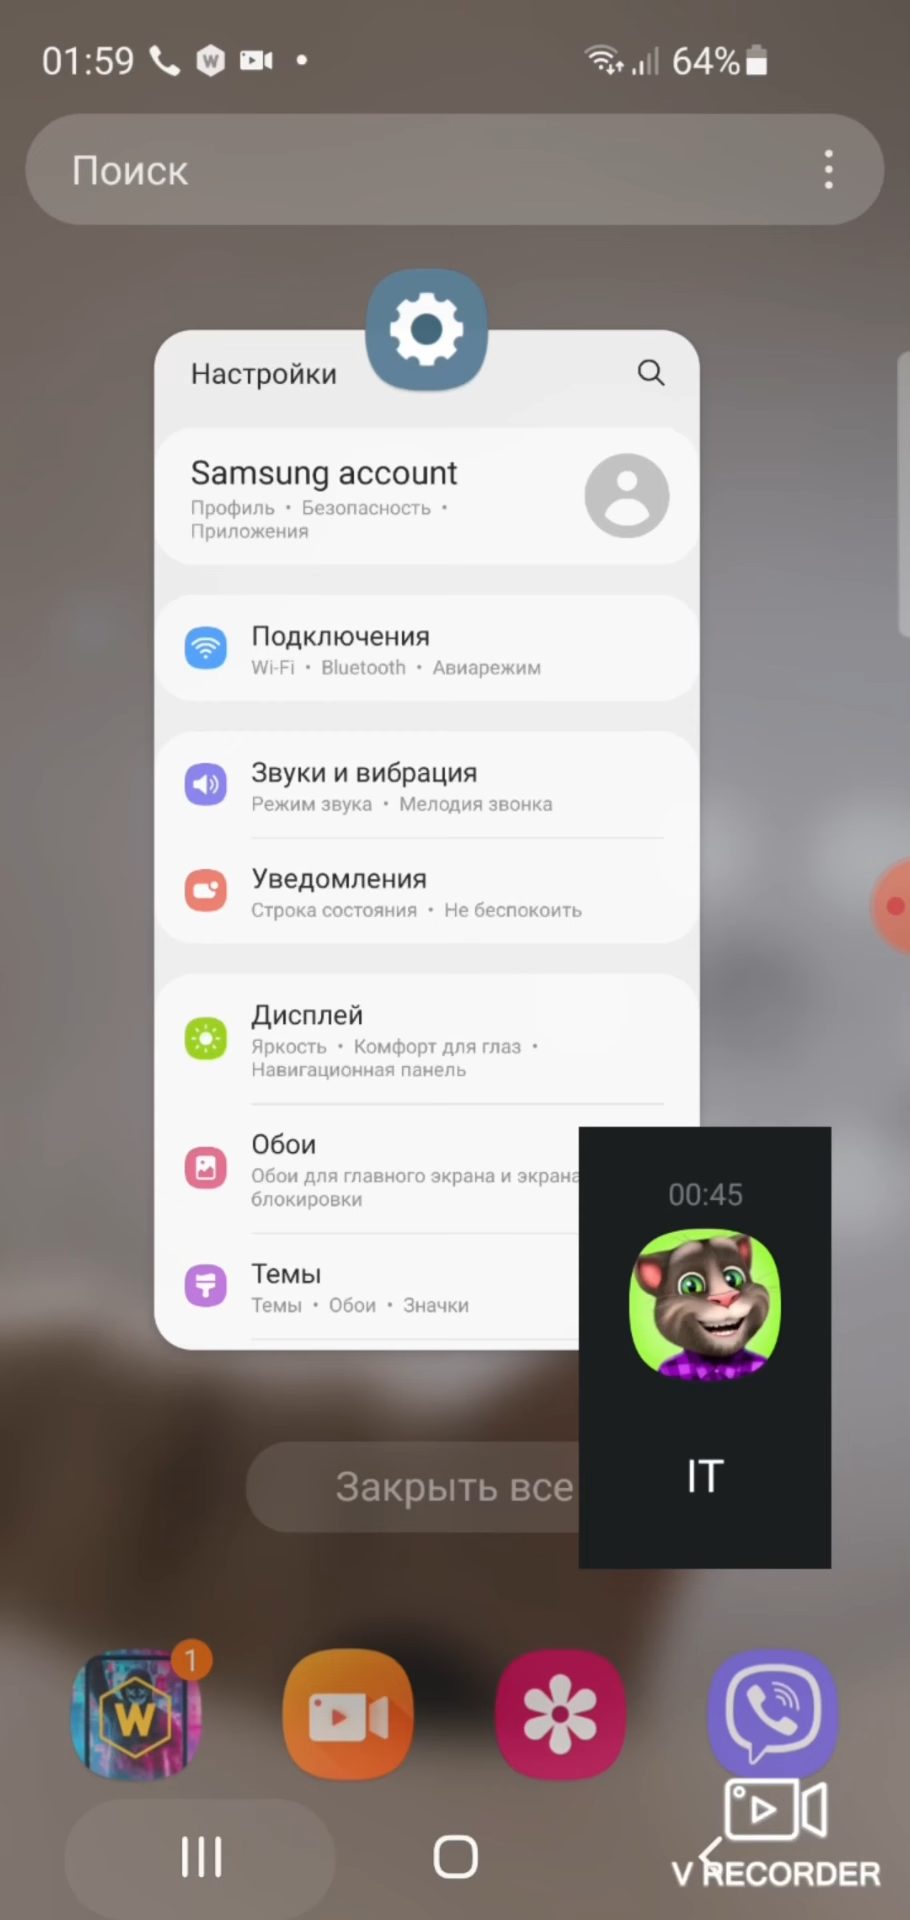 01:59
64%
Поиск
Настройки
Samsung account
Профиль • Безопасность •
Приложения
Подключения
Wi-Fi • Bluetooth • Авиарежим
Звуки и вибрация
Режим звука • Мелодия звонка
Уведомления
Строка состояния • Не беспокоить
Дисплей
Яркость • Комфорт для глаз •
Навигационная панель
Обои
Обои для главного экрана и экрана
блокировки
Темы
Темы • Обои • Значки
00:45
IT
Закрыть все
1
W
V RECORDER